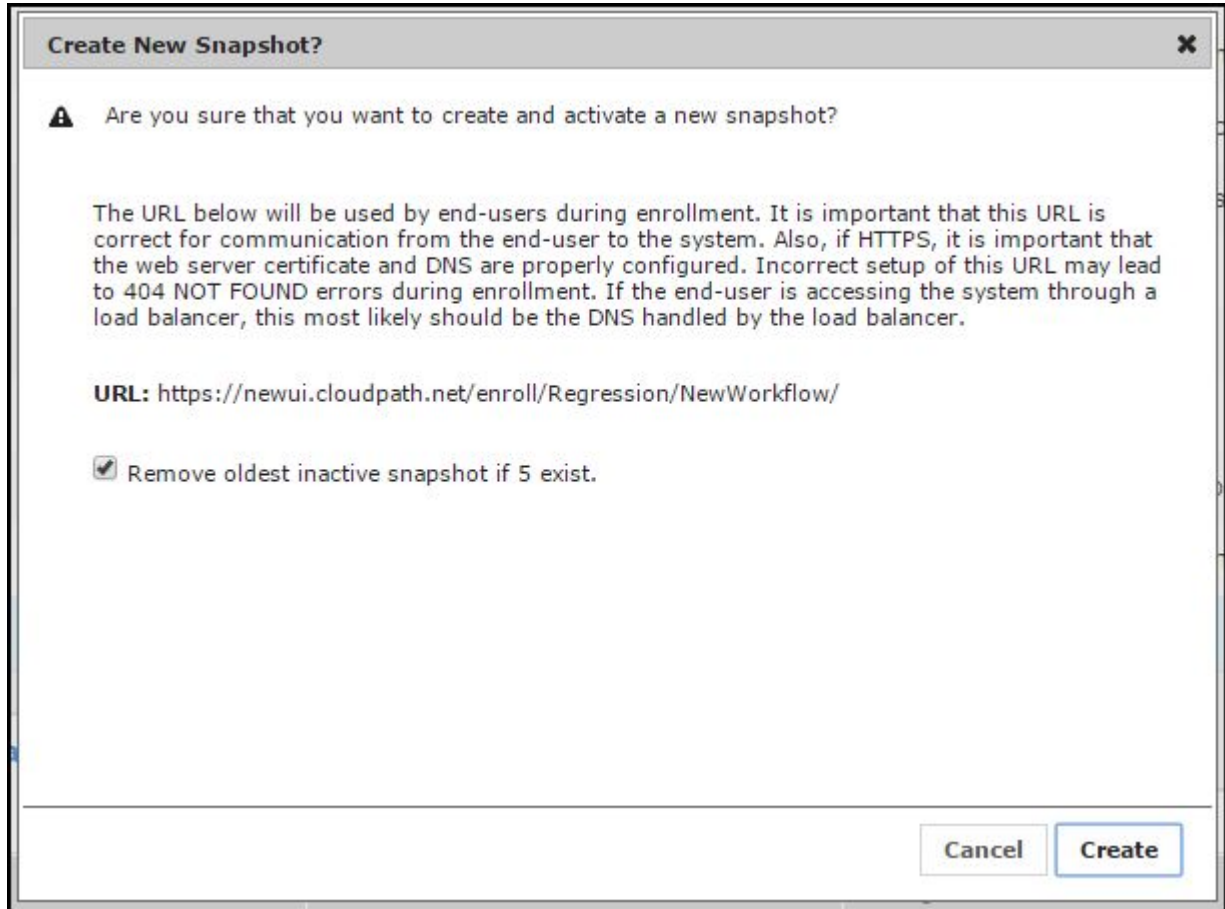 Create New Snapshot?
Are you sure that you want to create and activate a new snapshot?
The URL below will be used by end-users during enrollment. It is important that this URL is
correct for communication from the end-user to the system. Also, if HTTPS, it is important that
the web server certificate and DNS are properly configured. Incorrect setup of this URL may lead
to 404 NOT FOUND errors during enrollment. If the end-user is accessing the system through a
load balancer, this most likely should be the DNS handled by the load balancer.
URL: https://newui.cloudpath.net/enroll/Regression/NewWorkflow/
Remove oldest inactive snapshot if 5 exist.
Cancel Create